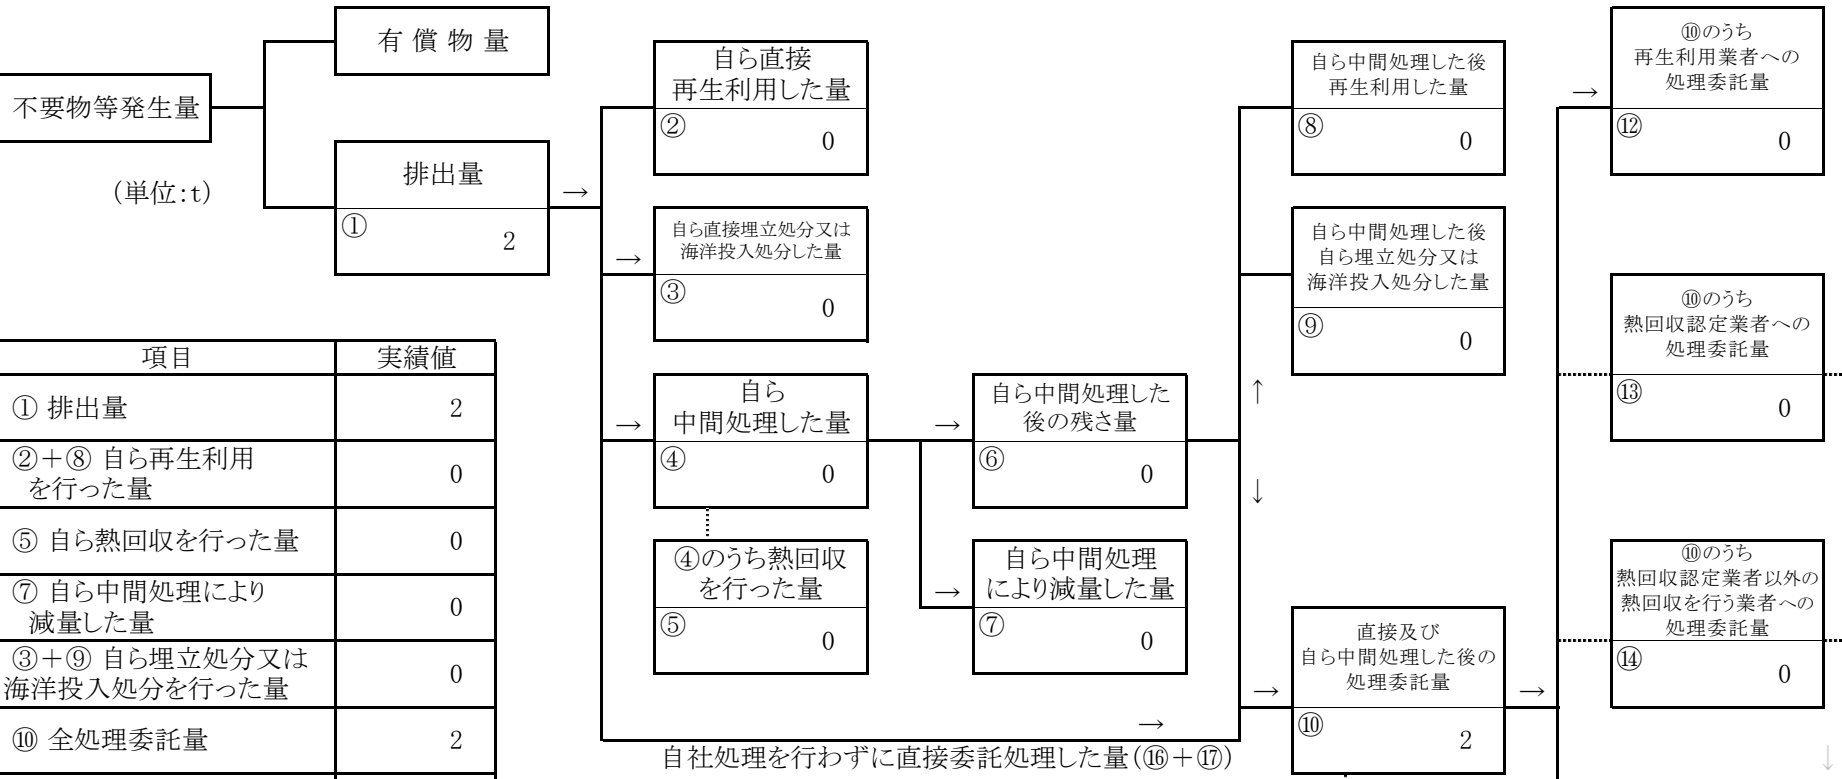 不要物等発生量
(単位:t)
有 償 物 量
排出量
①
2
→
自ら直接
再生利用した量
②
0
→
自ら直接埋立処分又は
海洋投入処分した量
③
0
→
自ら
中間処理した量
④
0
④のうち熱回収
を行った量
⑤
0
→
自ら中間処理した
後の残さ量
⑥
0
→
自ら中間処理
により減量した量
⑦
0
↑
↓
自ら中間処理した後
再生利用した量
⑧
0
自ら中間処理した後
自ら埋立処分又は
海洋投入処分した量
⑨
0
→
自社処理を行わずに直接委託処理した量(⑯+⑰)
→
直接及び
自ら中間処理した後の
処理委託量
⑩
2
→
→
⑩のうち
再生利用業者への
処理委託量
⑫
0
⑩のうち
熱回収認定業者への
処理委託量
⑬
0
⑩のうち
熱回収認定業者以外の
熱回収を行う業者への
処理委託量
⑭
0
↓
項目 実績値
① 排出量 2
②+⑧ 自ら再生利用
を行った量 0
⑤ 自ら熱回収を行った量 0
⑦ 自ら中間処理により
減量した量 0
③+⑨ 自ら埋立処分又は
海洋投入処分を行った量 0
⑩ 全処理委託量 2